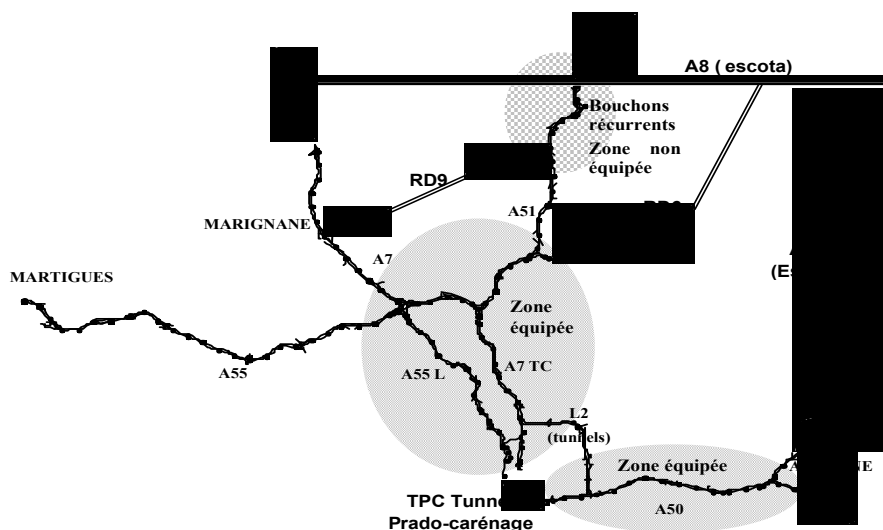 A8 ( escota)
Bouchons
récurrents
Zone non
équipée
RD9
A51
MARIGNANE
A7
(Es
MARTIGUES
Zone
équipée
A55
A55 L
A7 TC
L2
(tunnels)
Zone équipée
A50
TPC Tunne
Prado-carénage